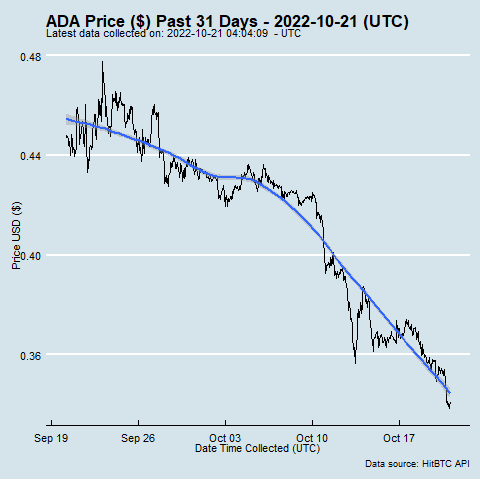 ADA Price ($) Past 31 Days - 2022-10-21 (UTC)
Latest data collected on: 2022-10-21 04:04:09 - UTC
0.48
0.44
0.40
0.36
Price USD ($)
Sep 19 Sep 26 Oct 03 Oct 10 Oct 17
Date Time Collected (UTC)
Data source: HitBTC API